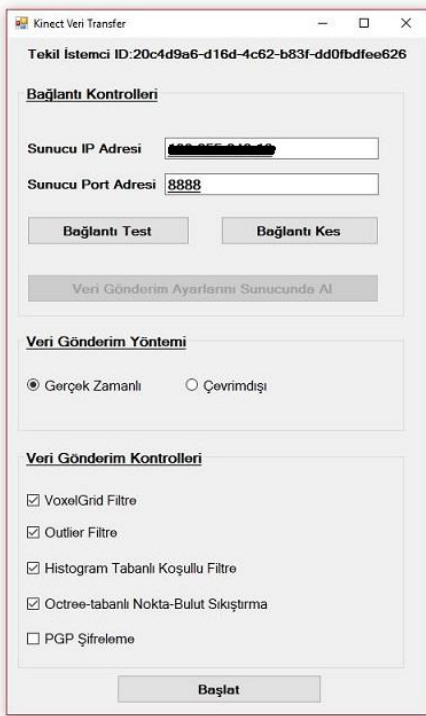 Kinect Veri Transfer
Tekil İstemci ID:20c4d9a6-d16d-4c62-b83f-dd0fbdfee626
Bağlantı Kontrolleri
Sunucu IP Adresi
Sunucu Port Adresi 8888
Bağlantı Test Bağlantı Kes
Veri Gönderim Ayarlarını Sunucunda Al
Veri Gönderim Yöntemi
Gerçek Zamanlı Çevrimdışı
Veri Gönderim Kontrolleri
VoxelGrid Filtre
Outlier Filtre
Histogram Tabanlı Koşullu Filtre
Octree-tabanlı Nokta-Bulut Sıkıştırma
PGP Şifreleme
Başlat